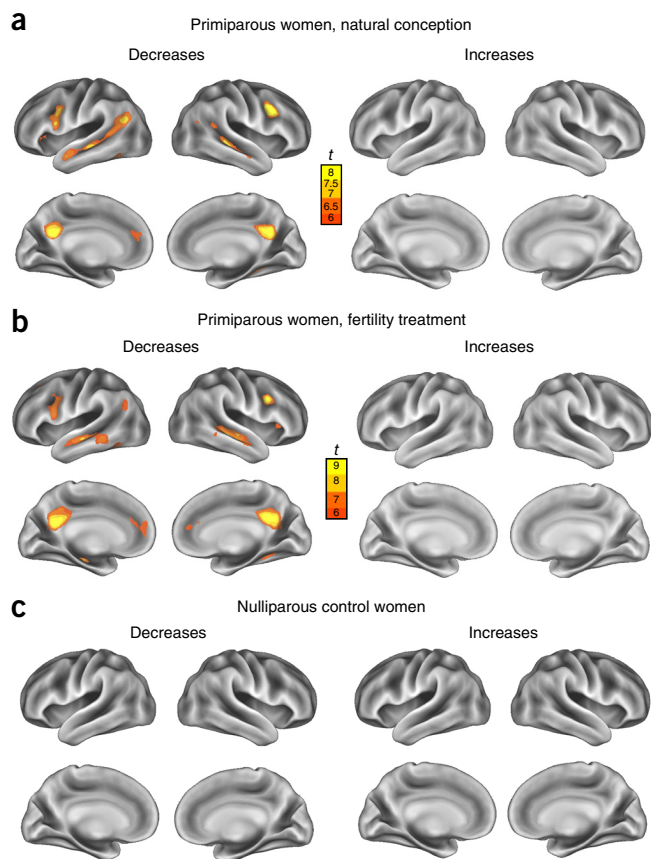 a
Primiparous women, natural conception
Decreases
Increases
t
8
7.5
7
6.5
6
b
Primiparous women, fertility treatment
Decreases
Increases
t
9
8
7
6
c
Nulliparous control women
Decreases
Increases